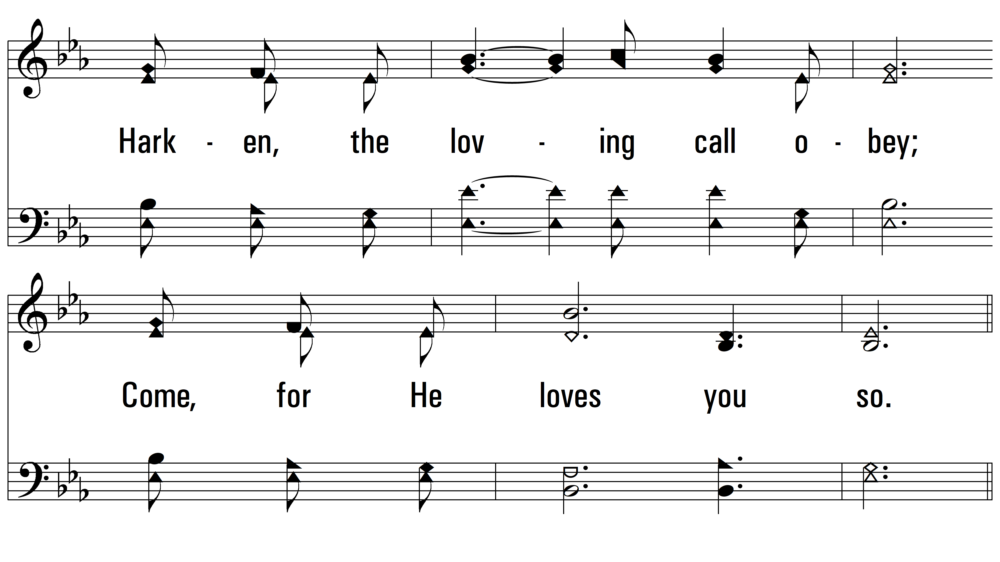 Hark - en, the lov - ing call o - bey;
Come, for He loves you so.